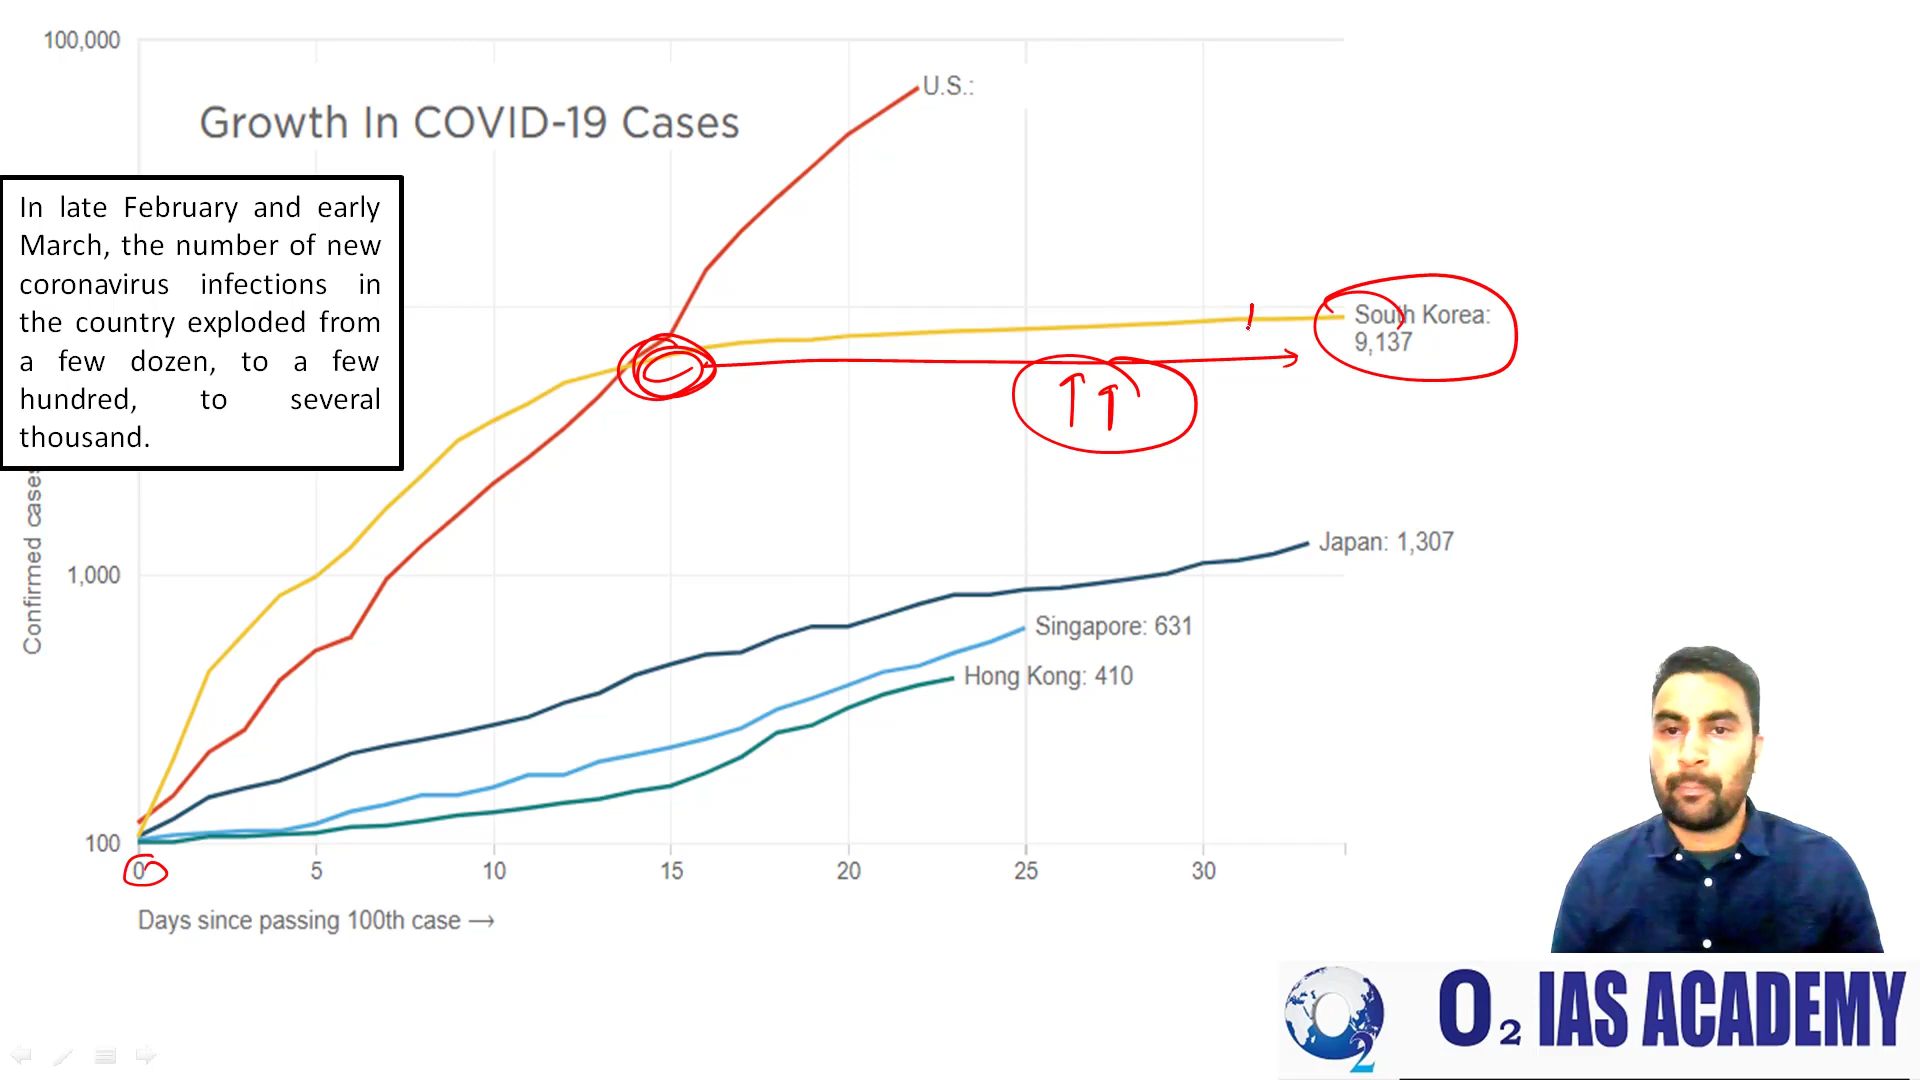 100,000
U.S.:
Growth In COVID-19 Cases
In late February and early
March, the number of new
coronavirus infections in
the country exploded from
a few dozen, to a few
hundred, to several
thousand.
South Korea:
9,137
Confirmed cases
Japan: 1,307
1,000
Singapore: 631
Hong Kong: 410
100
0 5 10 15 20 25 30
Days since passing 100th case →
O2 IAS ACADEMY
O2